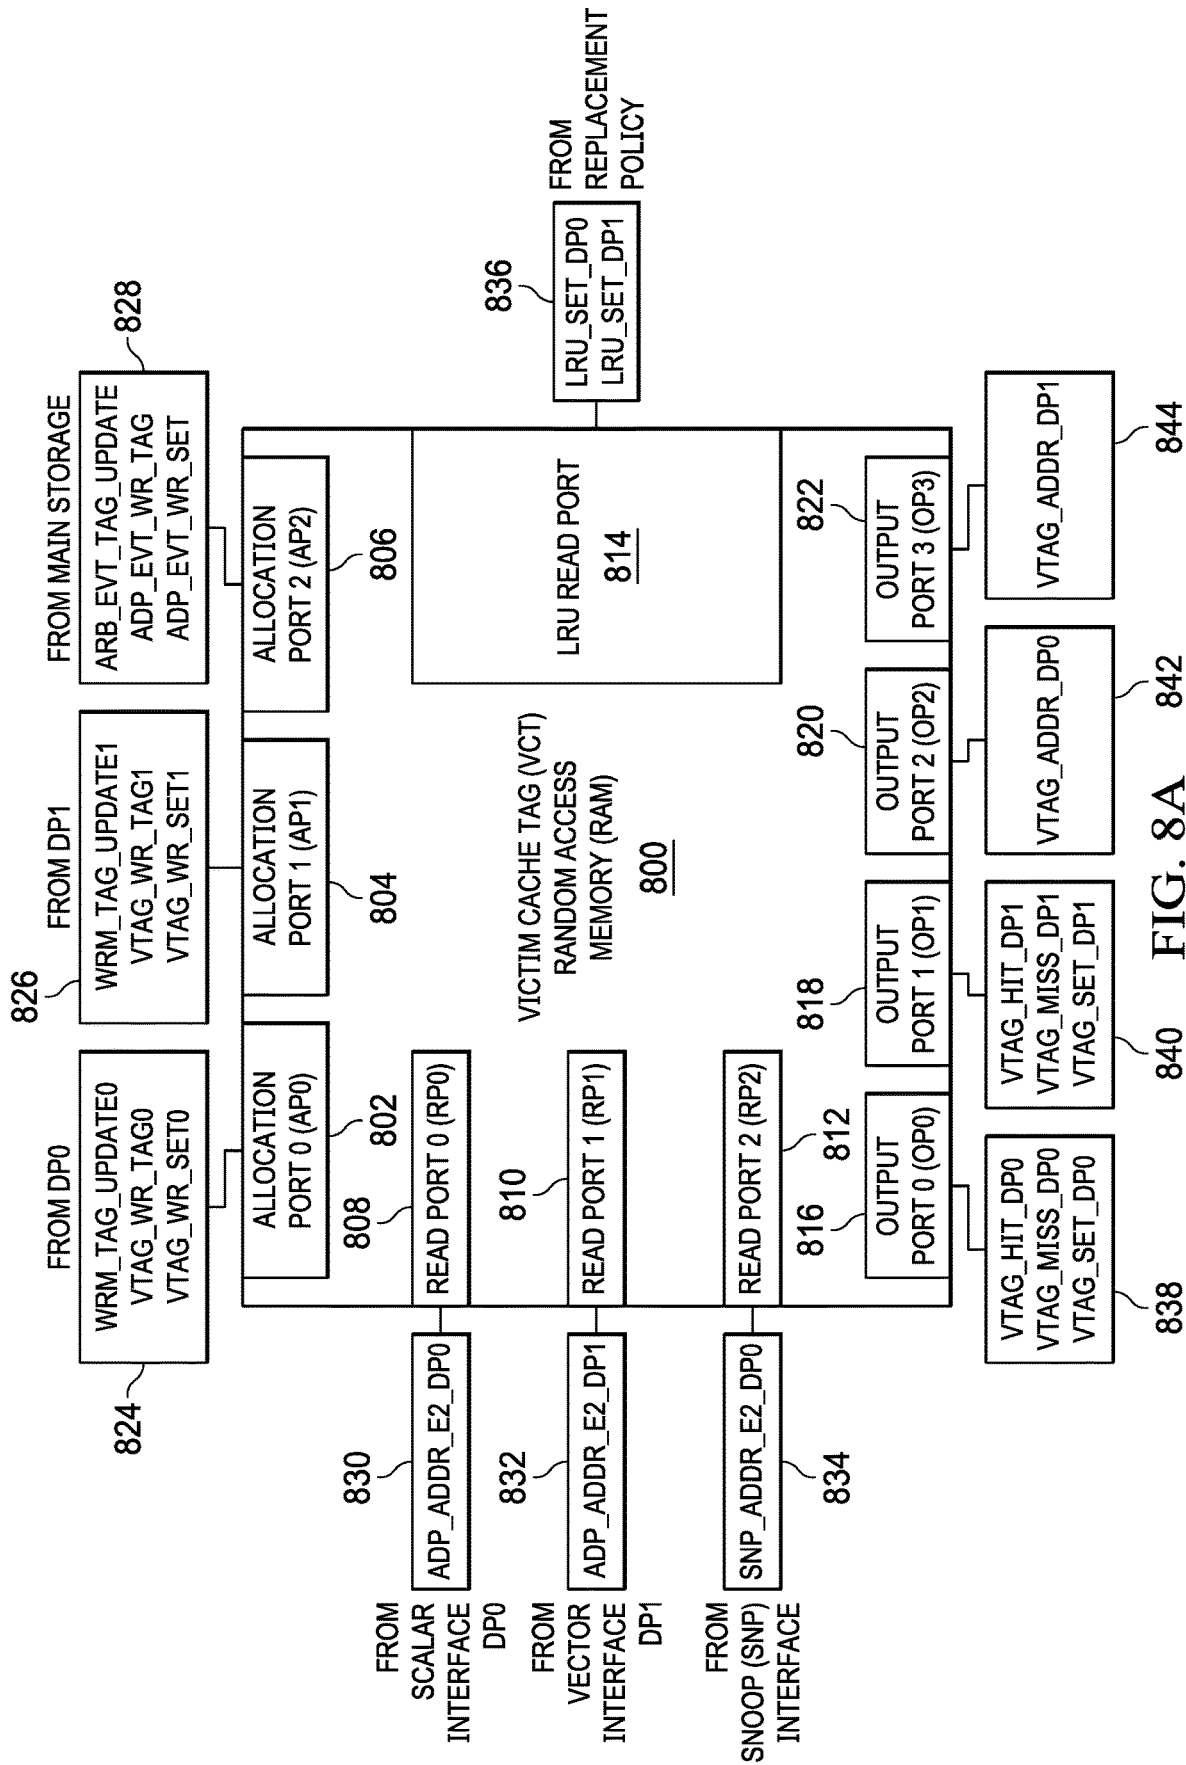 FROM DP0
824
WRM_TAG_UPDATE0
VTAG_WR_TAG0
VTAG_WR_SET0
FROM DP1
826
WRM_TAG_UPDATE1
VTAG_WR_TAG1
VTAG_WR_SET1
FROM MAIN STORAGE
828
ARB_EVT_TAG_UPDATE
ADP_EVT_WR_TAG
ADP_EVT_WR_SET
ALLOCATION
PORT 0 (AP0)
802
ALLOCATION
PORT 1 (AP1)
804
ALLOCATION
PORT 2 (AP2)
806
FROM
SCALAR
INTERFACE
DP0
830
ADP_ADDR_E2_DP0
808
READ PORT 0 (RP0)
FROM
VECTOR
INTERFACE
DP1
832
ADP_ADDR_E2_DP1
810
READ PORT 1 (RP1)
FROM
SNOOP (SNP)
INTERFACE
SNP_ADDR_E2_DP0
834
READ PORT 2 (RP2)
812
VICTIM CACHE TAG (VCT)
RANDOM ACCESS
MEMORY (RAM)
800
LRU READ PORT
814
836
LRU_SET_DP0
LRU_SET_DP1
FROM
REPLACEMENT
POLICY
816
OUTPUT
PORT 0 (OP0)
818
OUTPUT
PORT 1 (OP1)
820
OUTPUT
PORT 2 (OP2)
822
OUTPUT
PORT 3 (OP3)
VTAG_HIT_DP0
VTAG_MISS_DP0
VTAG_SET_DP0
838
VTAG_HIT_DP1
VTAG_MISS_DP1
VTAG_SET_DP1
840
VTAG_ADDR_DP0
842
VTAG_ADDR_DP1
844
FIG. 8A